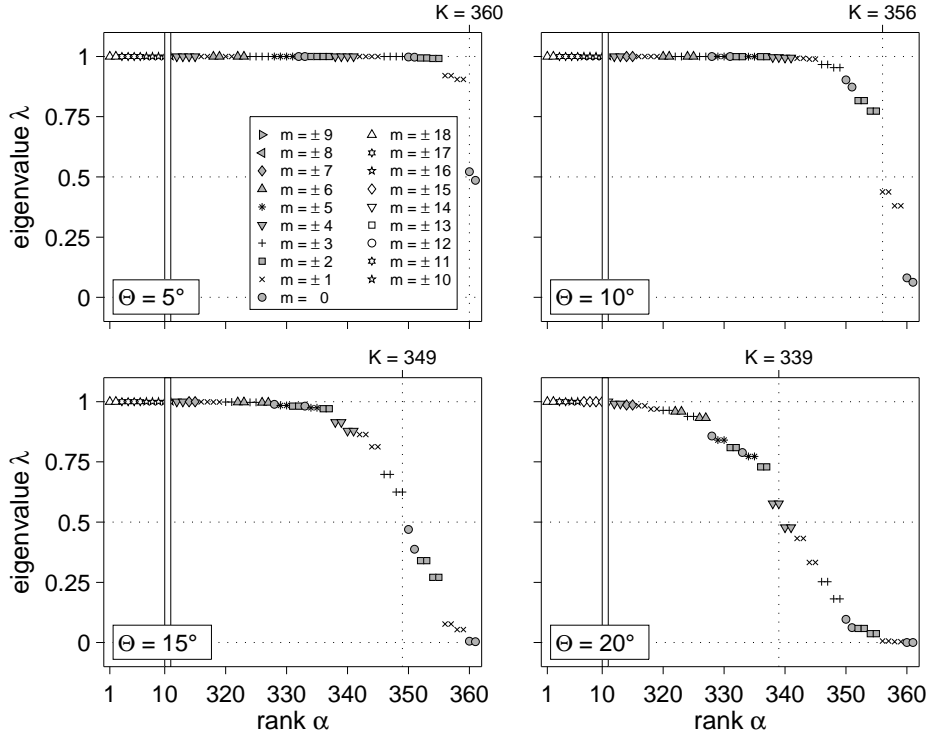 K = 360
K = 356
eigenvalue λ
1
0.75
0.5
0.25
0
m = ± 9
m = ± 8
m = ± 7
m = ± 6
m = ± 5
m = ± 4
m = ± 3
m = ± 2
m = ± 1
m = 0
m = ± 18
m = ± 17
m = ± 16
m = ± 15
m = ± 14
m = ± 13
m = ± 12
m = ± 11
m = ± 10
Θ = 5°
Θ = 10°
K = 349
K = 339
eigenvalue λ
1
0.75
0.5
0.25
0
Θ = 15°
Θ = 20°
1 10 320 330 340 350 360
1 10 320 330 340 350 360
rank α
rank α